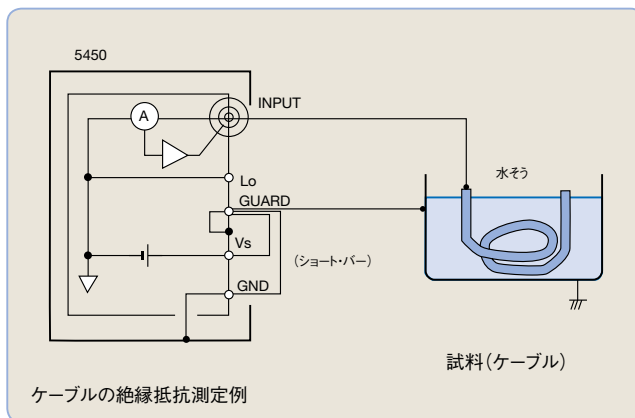 5450
INPUT
A
Lo
GUARD
Vs
(ショート・バー)
GND
水そう
試料(ケーブル)
ケーブルの絶縁抵抗測定例